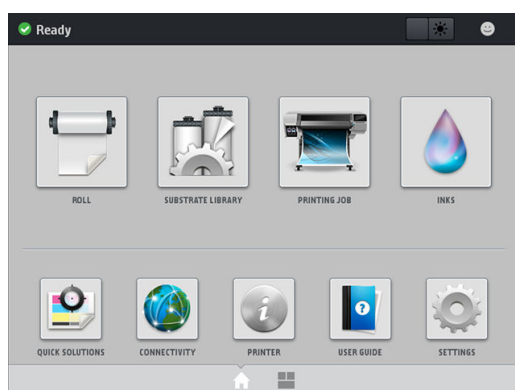 Ready
ROLL
SUBSTRATE LIBRARY
PRINTING JOB
INKS
QUICK SOLUTIONS
CONNECTIVITY
PRINTER
USER GUIDE
SETTINGS